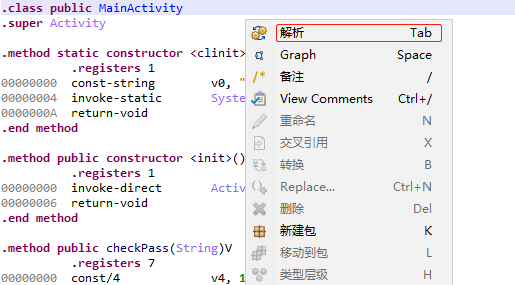 .class public MainActivity
.super Activity
.method static constructor <clinit>
.registers 1
00000000 const-string v0, "
00000004 invoke-static System
0000000A return-void
.end method
.method public constructor <init>()
.registers 1
00000000 invoke-direct Activ
00000006 return-void
.end method
.method public checkPass(String)V
.registers 7
00000000 const/4 v4, 1
解析 Tab
Graph Space
备注 /
View Comments Ctrl+/
重命名 N
交叉引用 X
转换 B
Replace... Ctrl+N
删除 Del
新建包 K
移动到包 L
类型层级 H